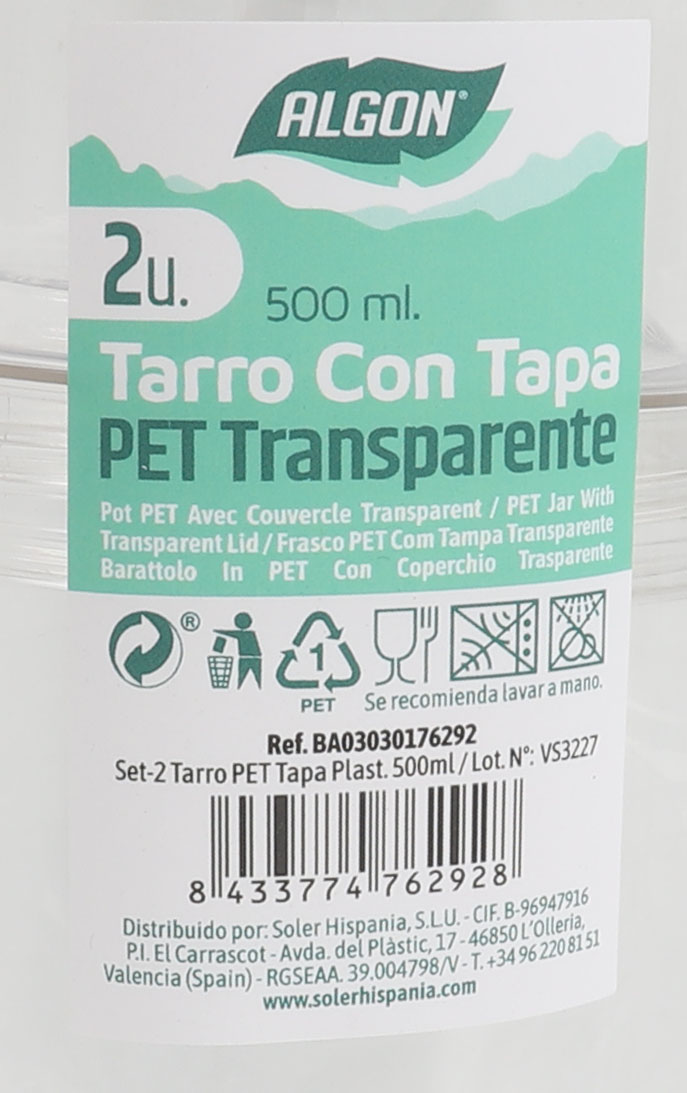 ALGON®
2u.
500 ml.
Tarro Con Tapa
PET Transparente
Pot PET Avec Couvercle Transparent / PET Jar With
Transparent Lid / Frasco PET Com Tampa Transparente
Barattolo In PET Con Coperchio Trasparente
®
1
PET
Se recomienda lavar a mano.
Ref. BA03030176292
Set-2 Tarro PET Tapa Plast. 500ml / Lot. Nº: VS3227
8 433774 762928
Distribuido por: Soler Hispania, S.L.U. - CIF. B-96947916
P.I. El Carrascot - Avda. del Plàstic, 17 - 46850 L'Olleria,
Valencia (Spain) - RGSEAA. 39.004798/V - T. +34 96 220 81 51
www.solerhispania.com